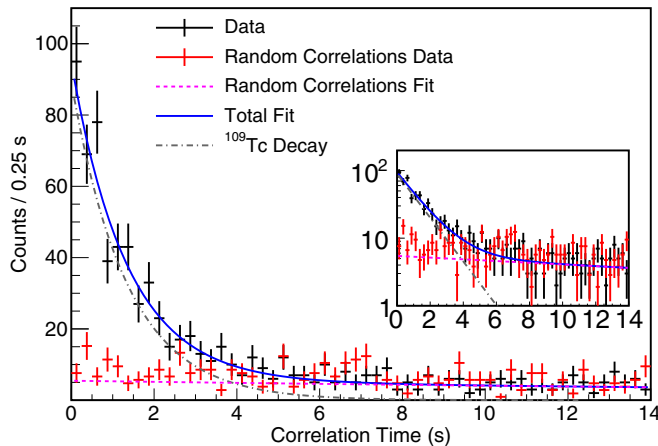 Data
Random Correlations Data
Random Correlations Fit
Total Fit
¹⁰⁹Tc Decay
Counts / 0.25 s
100
80
60
40
20
0 2 4 6 8 10 12 14
Correlation Time (s)
10²
10
1
0 2 4 6 8 10 12 14